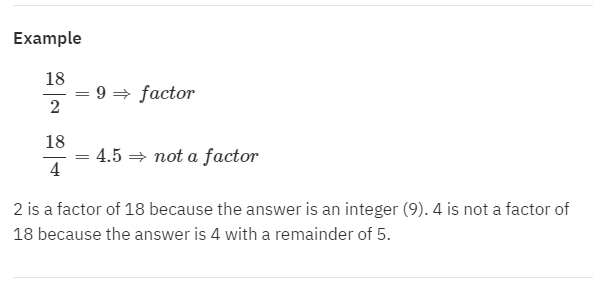 Example
18/2 = 9 ⇒ factor
18/4 = 4.5 ⇒ not a factor
2 is a factor of 18 because the answer is an integer (9). 4 is not a factor of
18 because the answer is 4 with a remainder of 5.